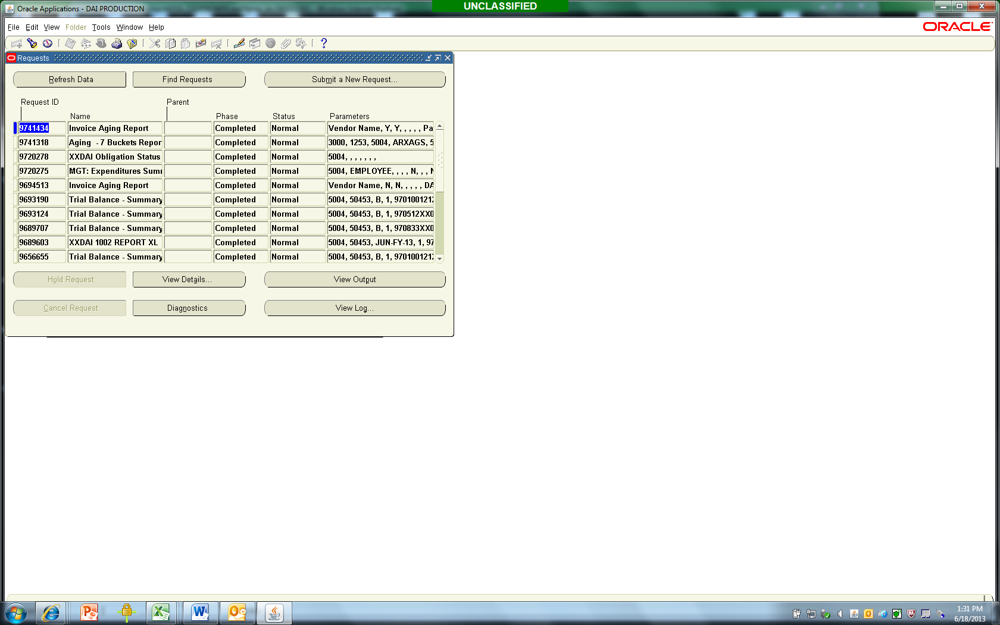 UNCLASSIFIED
Oracle Applications - DAI PRODUCTION
File Edit View Folder Tools Window Help
ORACLE
Requests
Refresh Data Find Requests Submit a New Request...
Request ID Parent
Name Phase Status Parameters
9741434 Invoice Aging Report Completed Normal Vendor Name, Y, Y, , , , , Pa
9741318 Aging - 7 Buckets Repor Completed Normal 3000, 1253, 5004, ARXAGS, 5
9720278 XXDAI Obligation Status Completed Normal 5004, , , , , , ,
9720275 MGT: Expenditures Sum Completed Normal 5004, EMPLOYEE, , , , N, , , N
9694513 Invoice Aging Report Completed Normal Vendor Name, N, N, , , , , DA
9693190 Trial Balance - Summary Completed Normal 5004, 50453, B, 1, 970100121
9693124 Trial Balance - Summary Completed Normal 5004, 50453, B, 1, 970512XX0
9689707 Trial Balance - Summary Completed Normal 5004, 50453, B, 1, 970833XX0
9689603 XXDAI 1002 REPORT XL Completed Normal 5004, 50453, JUN-FY-13, 1, 97
9656655 Trial Balance - Summary Completed Normal 5004, 50453, B, 1, 970100121
Hold Request View Details... View Output
Cancel Request Diagnostics View Log...
1:31 PM
6/18/2013